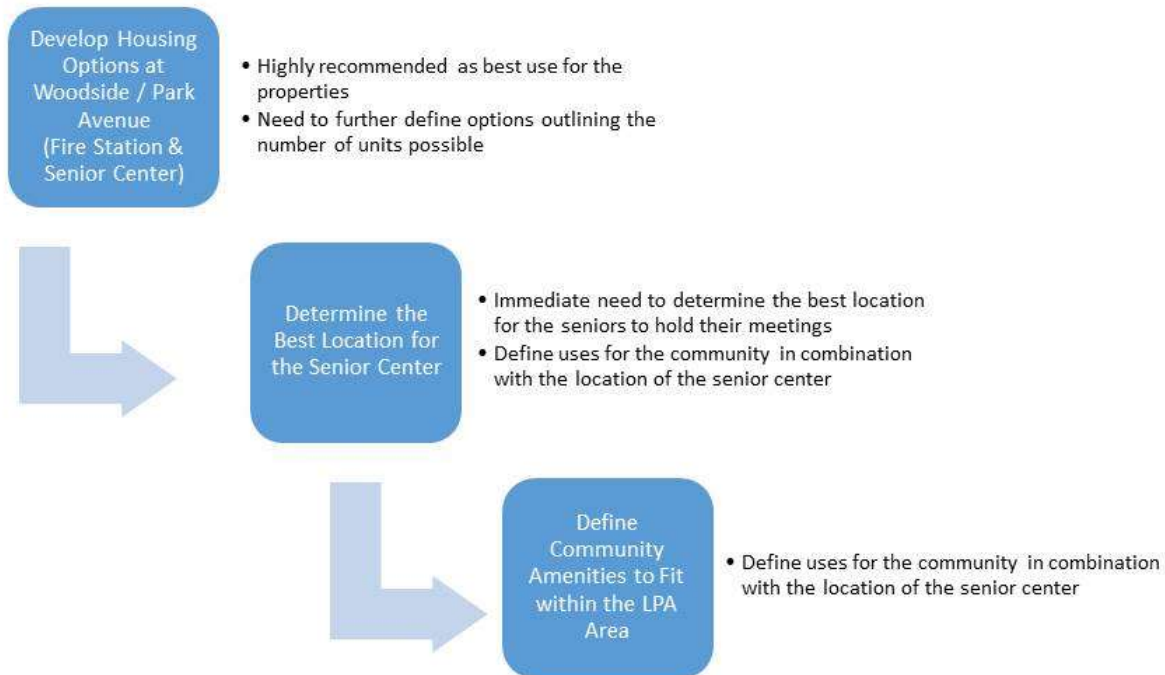 Develop Housing
Options at
Woodside / Park
Avenue
(Fire Station &
Senior Center)
• Highly recommended as best use for the
properties
• Need to further define options outlining the
number of units possible
Determine the
Best Location for
the Senior Center
• Immediate need to determine the best location
for the seniors to hold their meetings
• Define uses for the community in combination
with the location of the senior center
Define
Community
Amenities to Fit
within the LPA
Area
• Define uses for the community in combination
with the location of the senior center